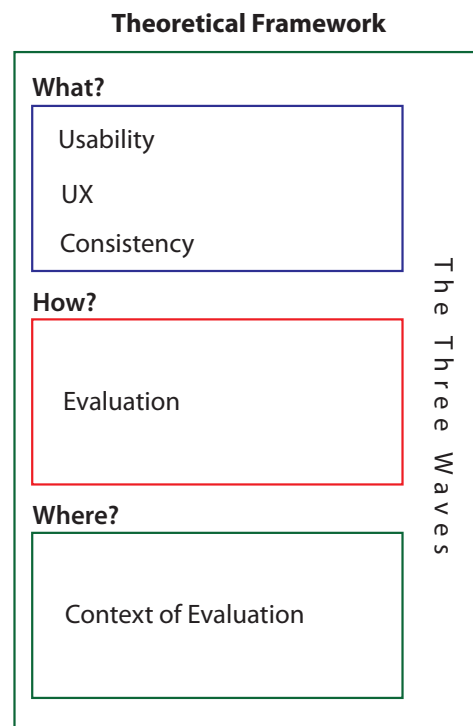 Theoretical Framework
What?
Usability
UX
Consistency
How?
Evaluation
Where?
Context of Evaluation
The Three Waves